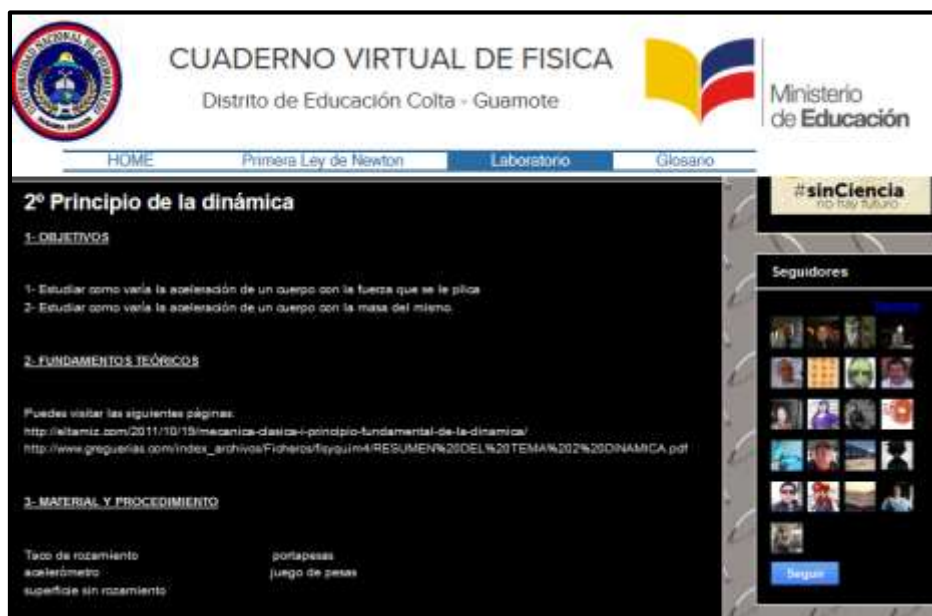 CUADERNO VIRTUAL DE FISICA
Distrito de Educación Colta - Guamote
Ministerio
de Educación
HOME Primera Ley de Newton Laboratorio Glosario
2º Principio de la dinámica
1- OBJETIVOS
1- Estudiar como varía la aceleración de un cuerpo con la fuerza que se le plica
2- Estudiar como varía la aceleración de un cuerpo con la masa del mismo.
2- FUNDAMENTOS TEÓRICOS
Puedes visitar las siguientes páginas:
http://eltamiz.com/2011/10/19/mecanica-clasica-i-principio-fundamental-de-la-dinamica/
http://www.greguerias.com/index_archivos/Ficheros/fisyquim4/RESUMEN%20DEL%20TEMA%202%20DINAMICA.pdf
3- MATERIAL Y PROCEDIMIENTO
Taco de rozamiento portapesas
acelerómetro juego de pesas
superficie sin rozamiento
#sinCiencia
no hay futuro
Seguidores
Seguir